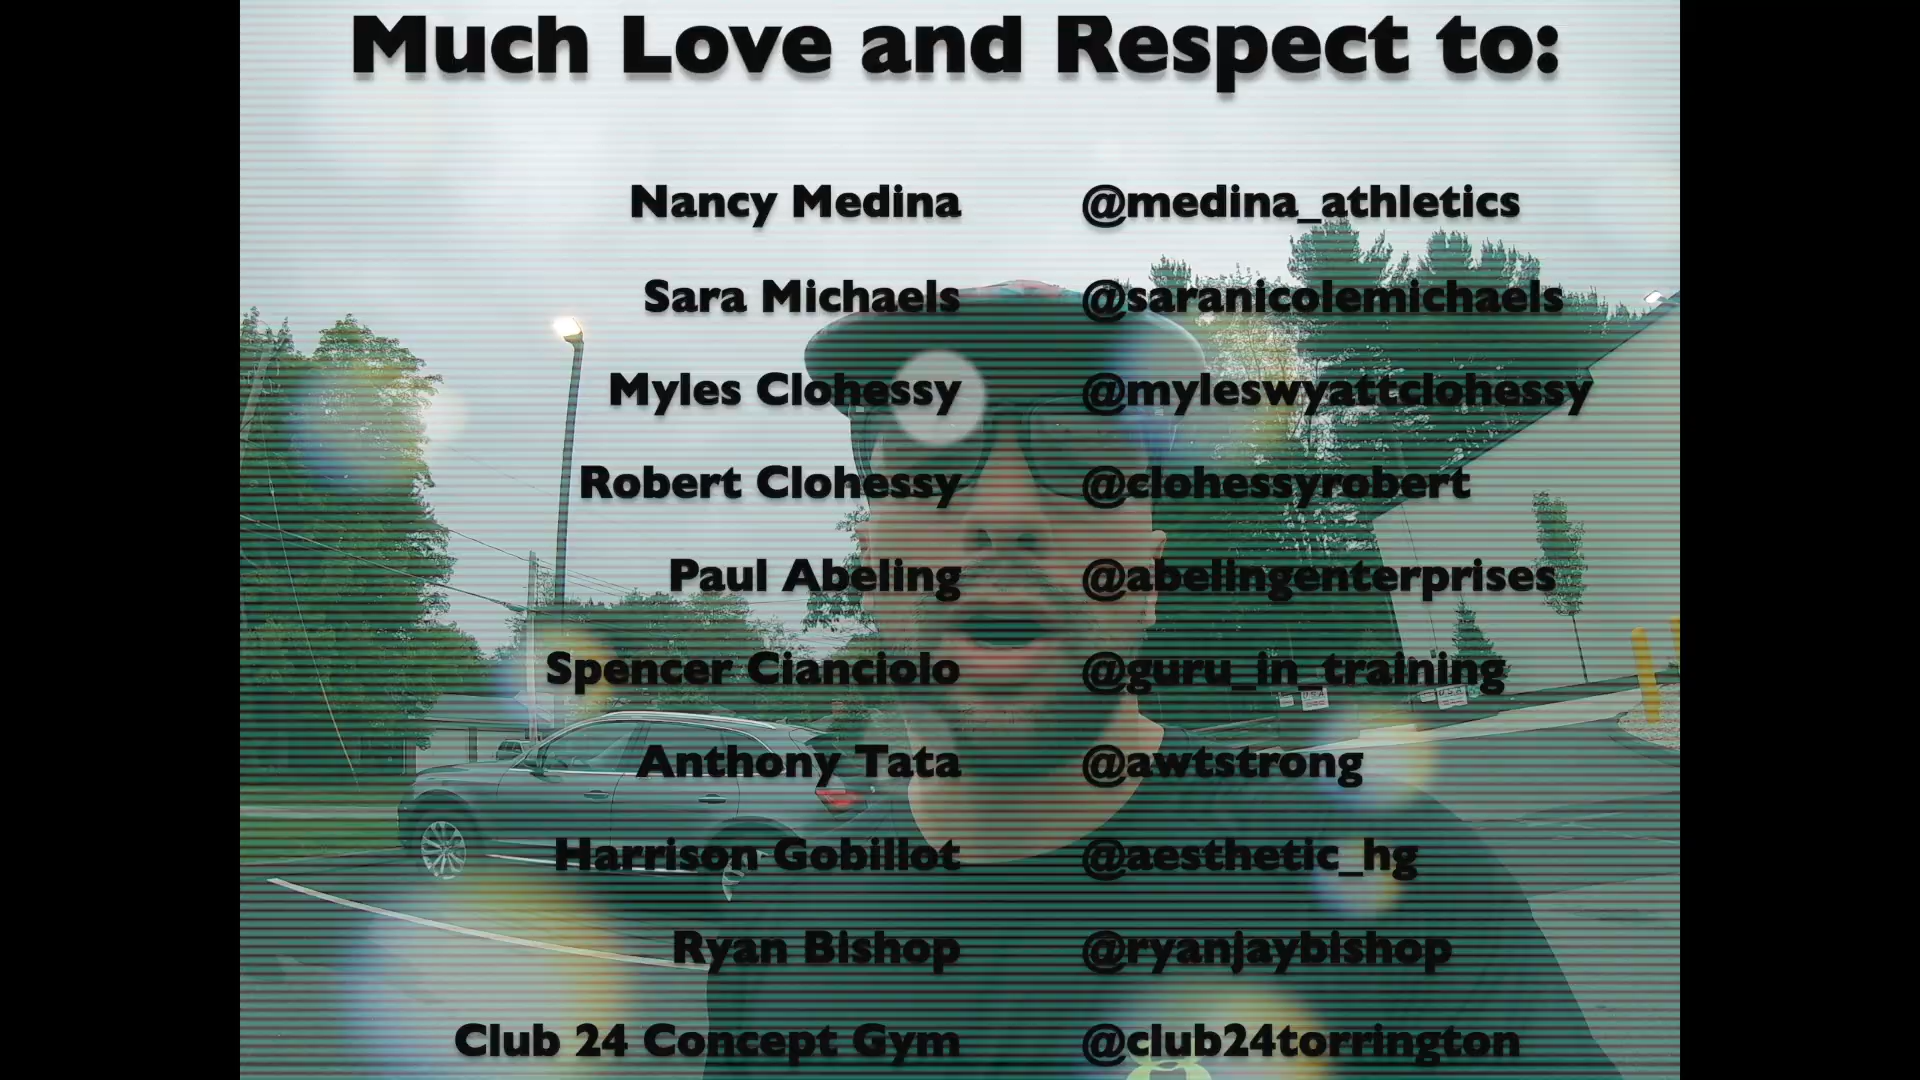 Much Love and Respect to:
Nancy Medina @medina_athletics
Sara Michaels @saranicolemichaels
Myles Clohessy @myleswyattclohessy
Robert Clohessy @clohessyrobert
Paul Abeling @abelingenterprises
Spencer Cianciolo @guru_in_training
Anthony Tata @awtstrong
Harrison Gobillot @aesthetic_hg
Ryan Bishop @ryanjaybishop
Club 24 Concept Gym @club24torrington